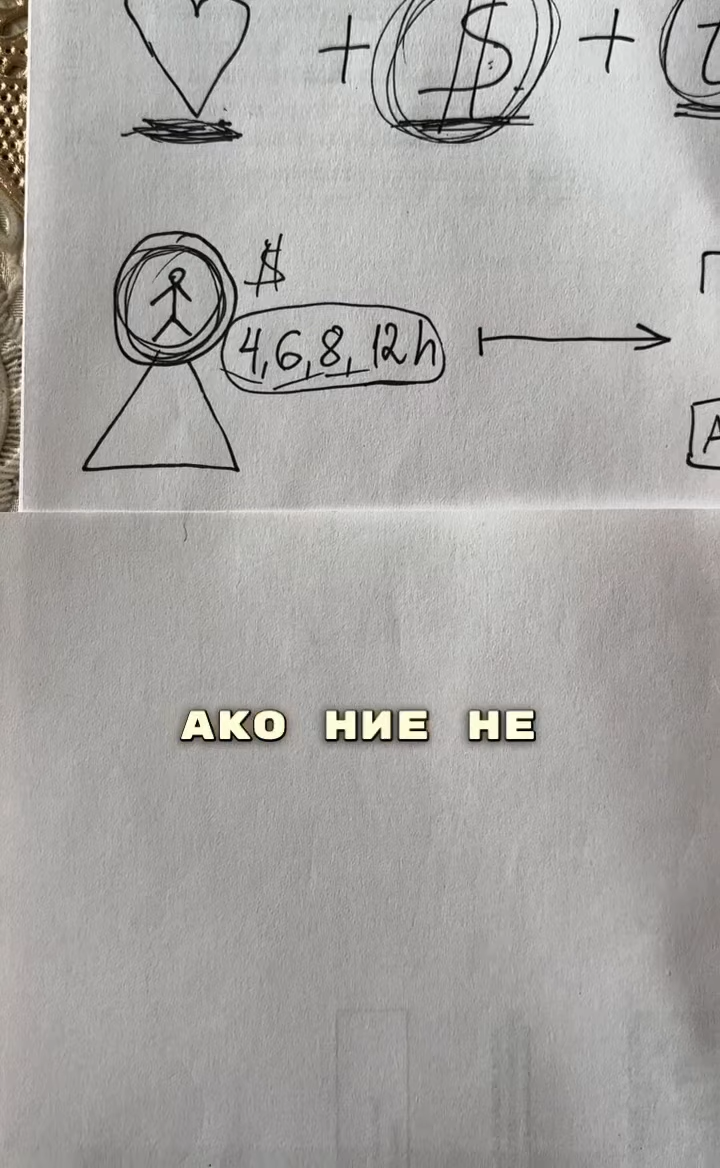 + $ + t
$
4, 6, 8, 12h
АКО НИЕ НЕ